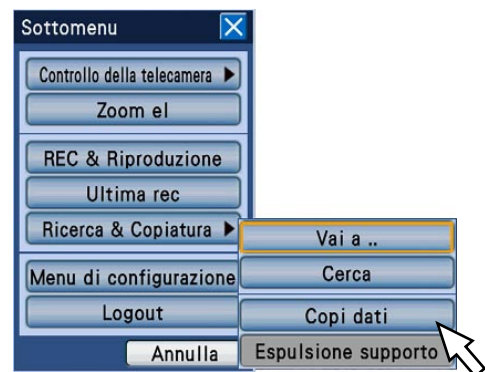 Sottomenu
Controllo della telecamera
Zoom el
REC & Riproduzione
Ultima rec
Ricerca & Copiatura
Vai a ..
Menu di configurazione
Cerca
Logout
Copi dati
Annulla
Espulsione supporto